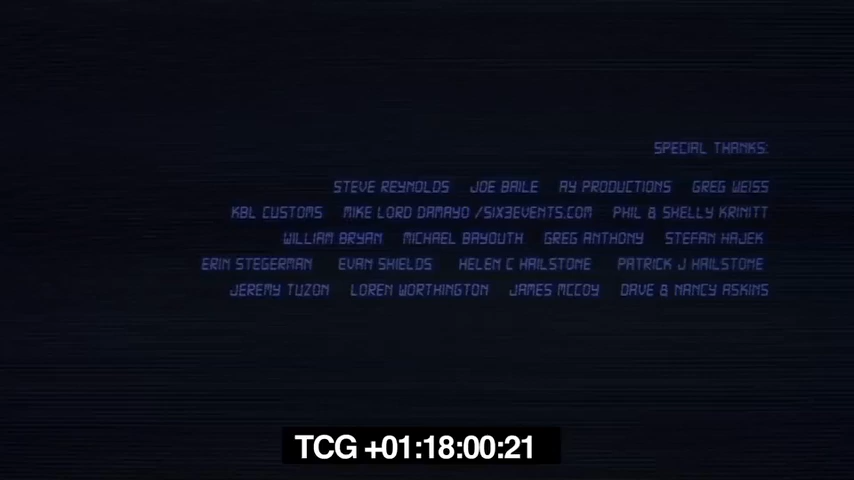 SPECIAL THANKS:
STEVE REYNOLDS JOE BAILE AY PRODUCTIONS GREG WEISS
KBL CUSTOMS MIKE LORD DAMAYO /SIX3EVENTS.COM PHIL & SHELLY KRINITT
WILLIAM BRYAN MICHAEL BAYOUTH GREG ANTHONY STEFAN HAJEK
ERIN STEGERMAN EVAN SHIELDS HELEN C HAILSTONE PATRICK J HAILSTONE
JEREMY TUZON LOREN WORTHINGTON JAMES MCCOY DAVE & NANCY ASKINS
TCG +01:18:00:21